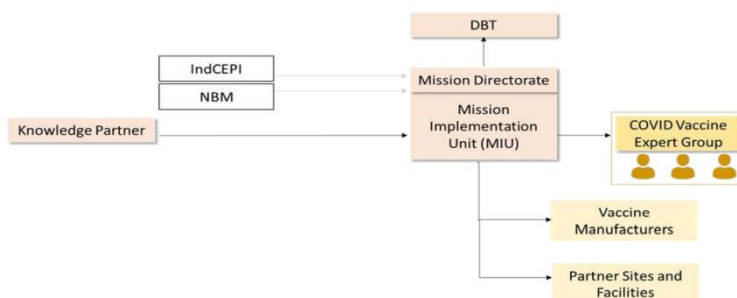 DBT
IndCEPI
NBM
Mission Directorate
Mission
Implementation
Unit (MIU)
Knowledge Partner
COVID Vaccine
Expert Group
Vaccine
Manufacturers
Partner Sites and
Facilities